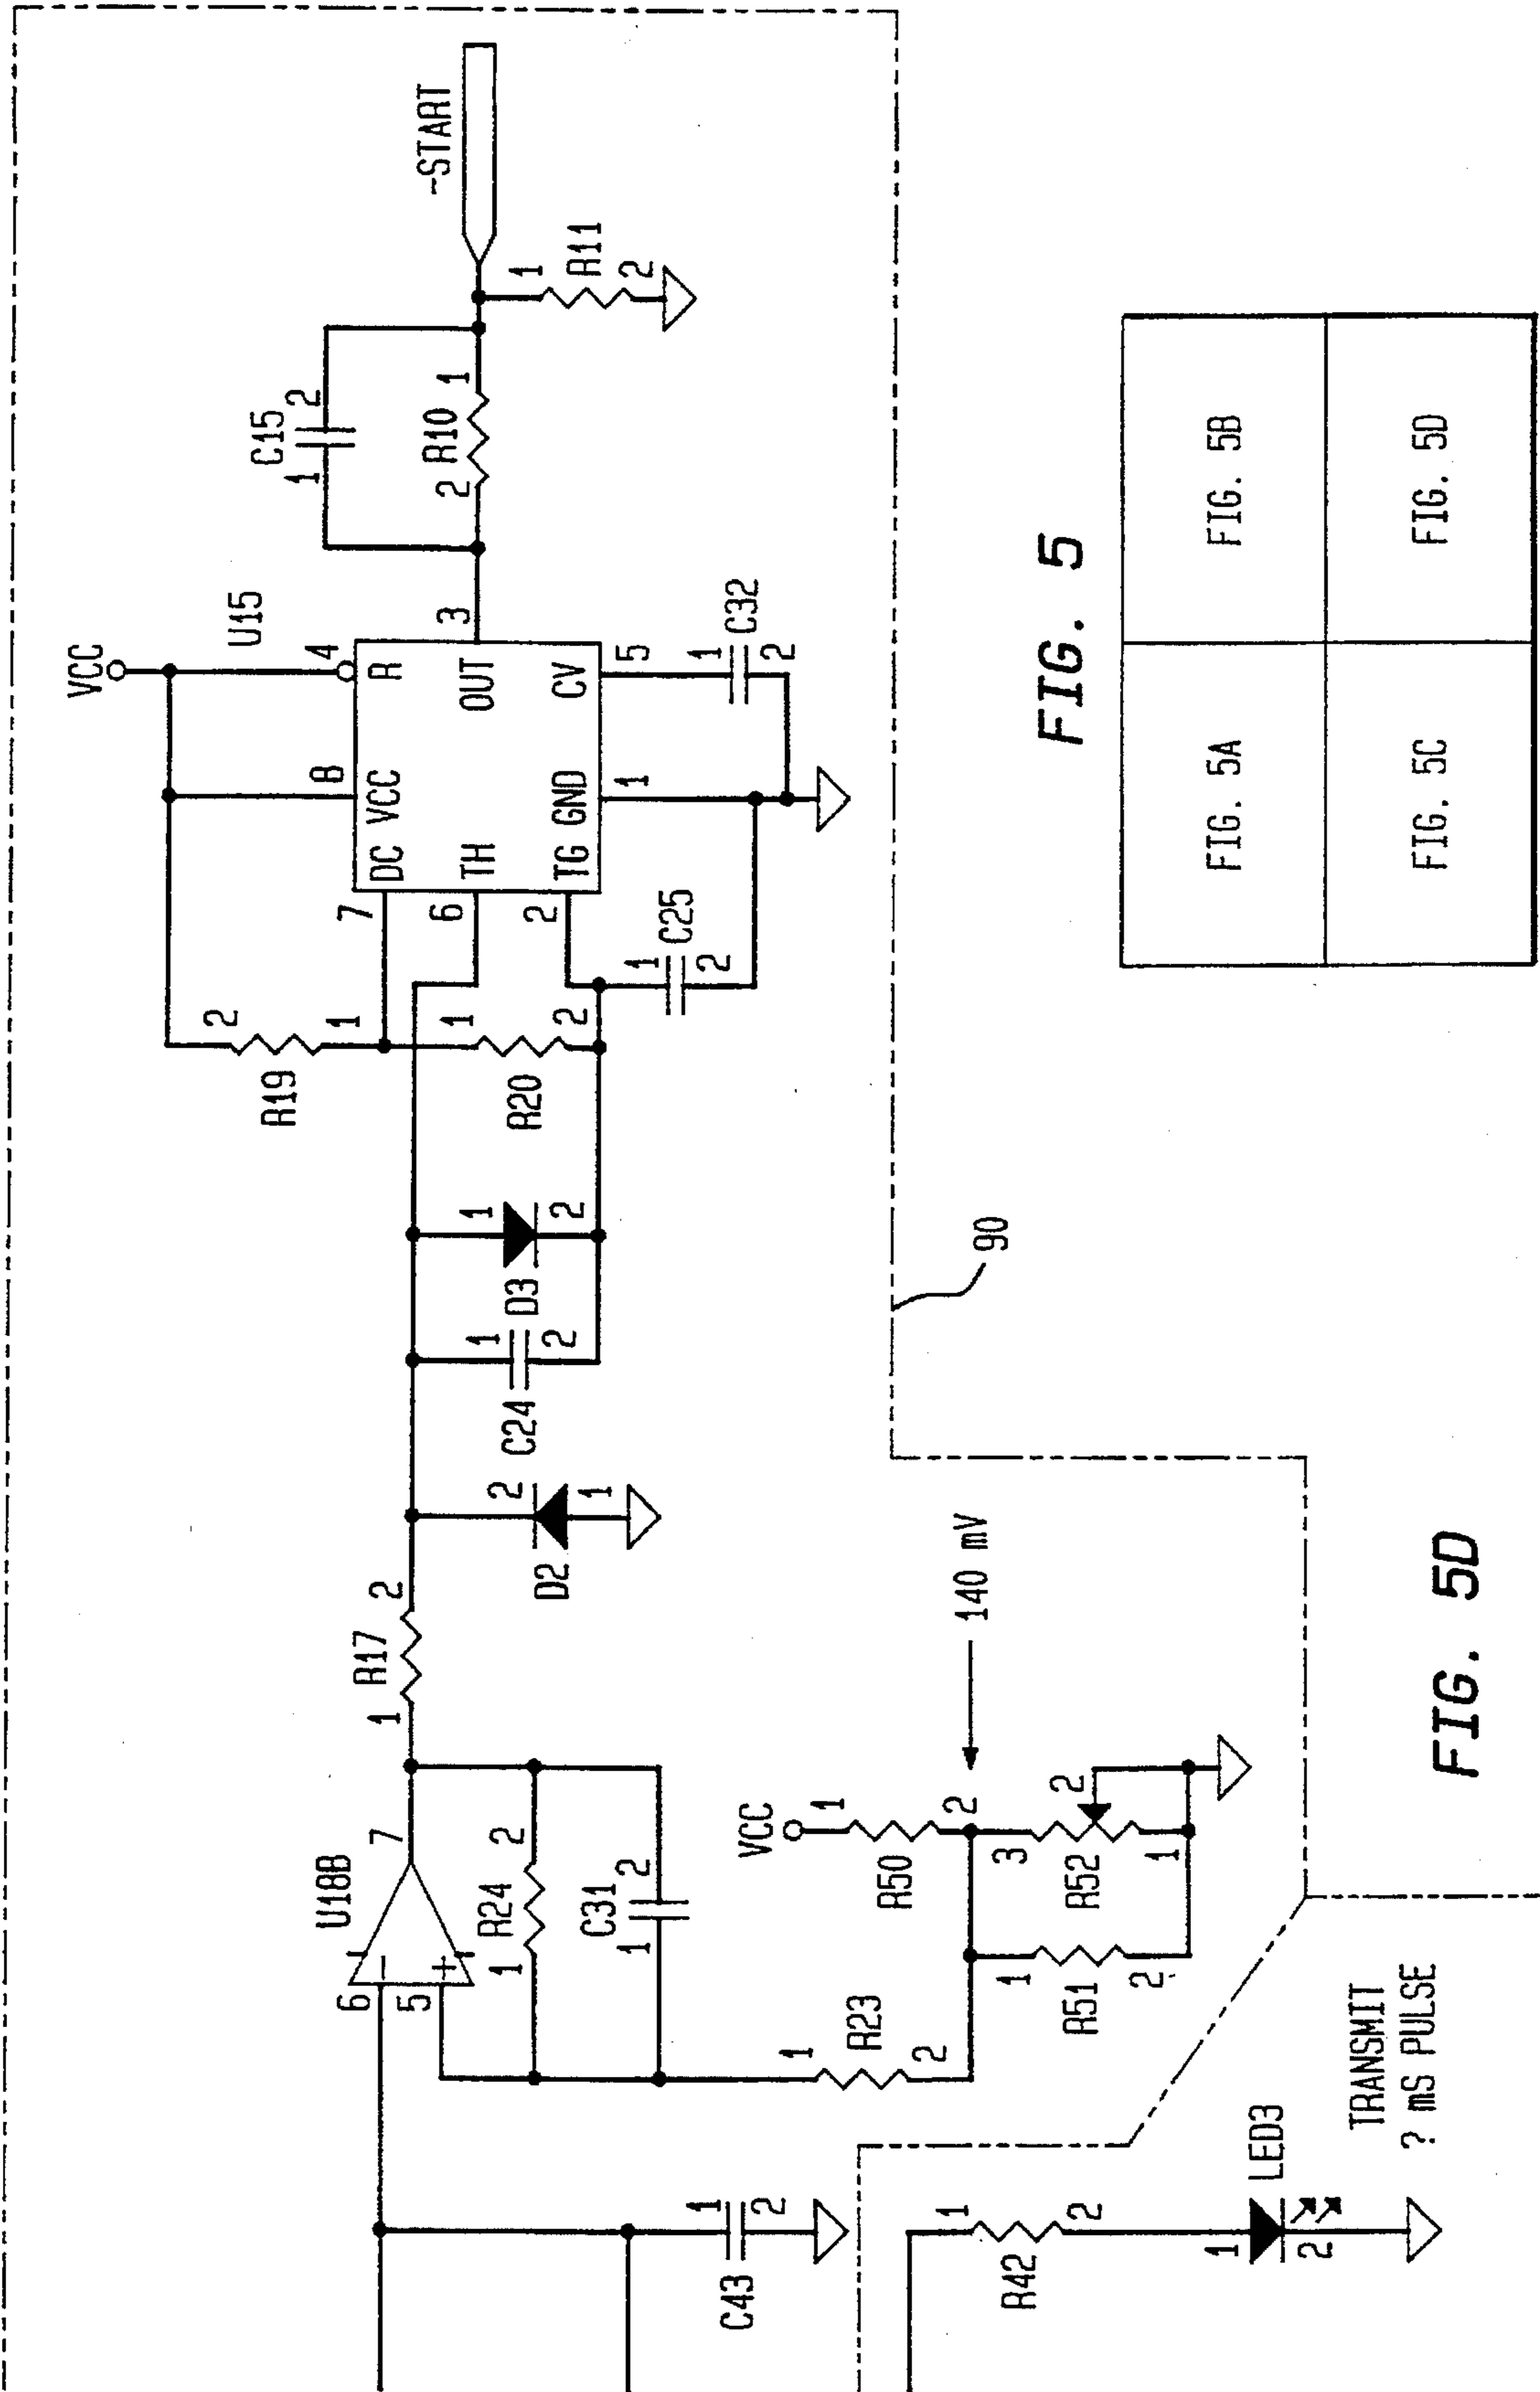 VCC
U15
8
4
VCC
R
DC
7
TH
6
TG
2
GND
1
CV
5
OUT
3
R19
2
1
R20
1
2
C25
1
2
C32
1
2
C15
1
2
R10
2
1
~START
R11
1
2
D3
1
2
C24
1
2
D2
2
1
R17
1
2
U18B
6
5
7
−
+
R24
1
2
C31
1
2
R23
1
2
VCC
R50
1
2
140 mV
R52
3
2
1
R51
1
2
C43
1
2
90
R42
1
2
LED3
1
2
TRANSMIT
? mS PULSE
FIG. 5D
FIG. 5
FIG. 5A
FIG. 5B
FIG. 5C
FIG. 5D